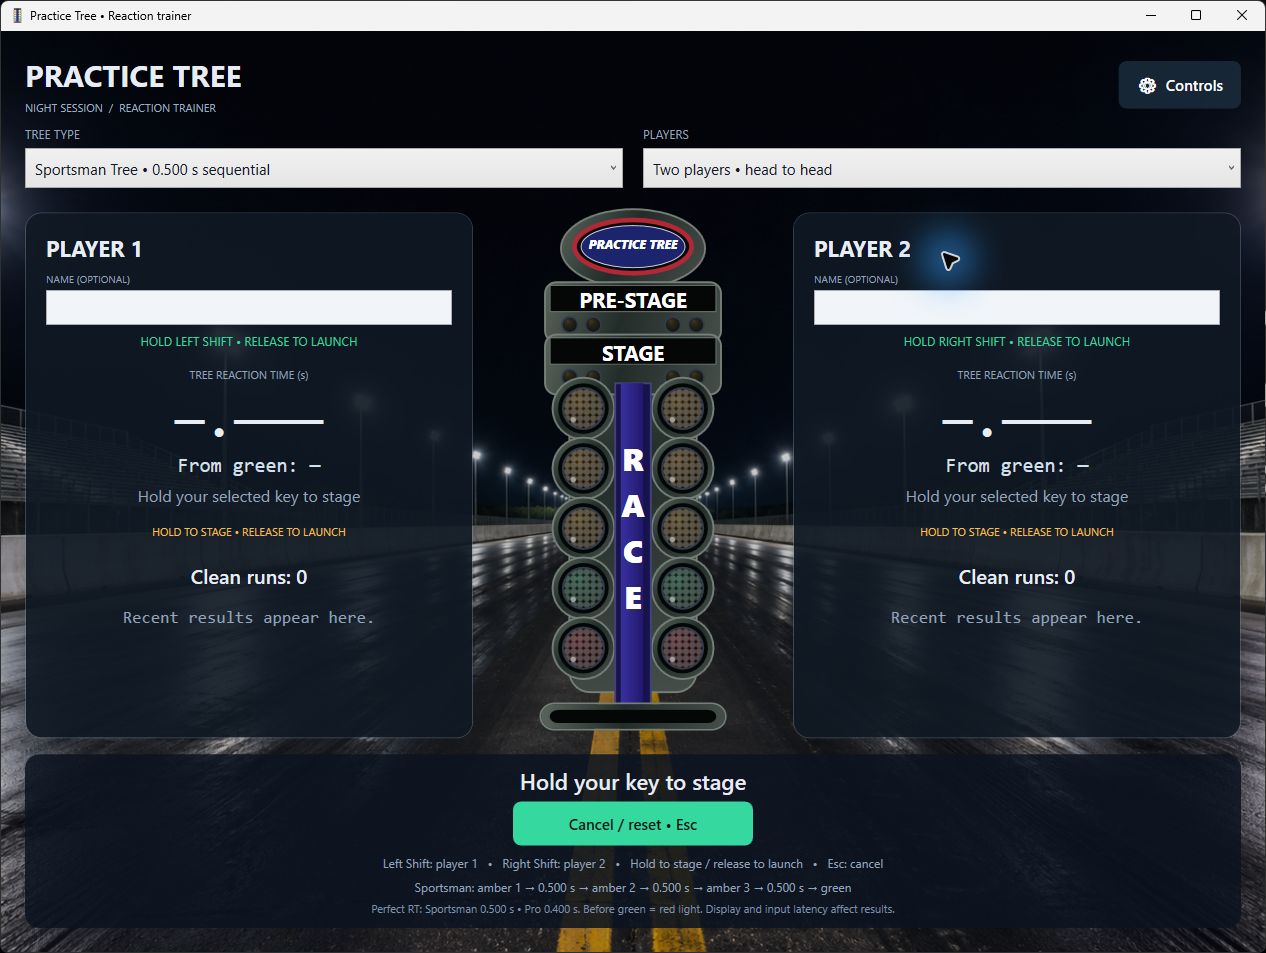 Practice Tree • Reaction trainer
PRACTICE TREE
NIGHT SESSION / REACTION TRAINER
Controls
TREE TYPE
Sportsman Tree • 0.500 s sequential
PLAYERS
Two players • head to head
PLAYER 1
NAME (OPTIONAL)
HOLD LEFT SHIFT • RELEASE TO LAUNCH
TREE REACTION TIME (s)
—.———
From green: —
Hold your selected key to stage
HOLD TO STAGE • RELEASE TO LAUNCH
Clean runs: 0
Recent results appear here.
PRACTICE TREE
PRE-STAGE
STAGE
R
A
C
E
PLAYER 2
NAME (OPTIONAL)
HOLD RIGHT SHIFT • RELEASE TO LAUNCH
TREE REACTION TIME (s)
—.———
From green: —
Hold your selected key to stage
HOLD TO STAGE • RELEASE TO LAUNCH
Clean runs: 0
Recent results appear here.
Hold your key to stage
Cancel / reset • Esc
Left Shift: player 1 • Right Shift: player 2 • Hold to stage / release to launch • Esc: cancel
Sportsman: amber 1 → 0.500 s → amber 2 → 0.500 s → amber 3 → 0.500 s → green
Perfect RT: Sportsman 0.500 s • Pro 0.400 s. Before green = red light. Display and input latency affect results.